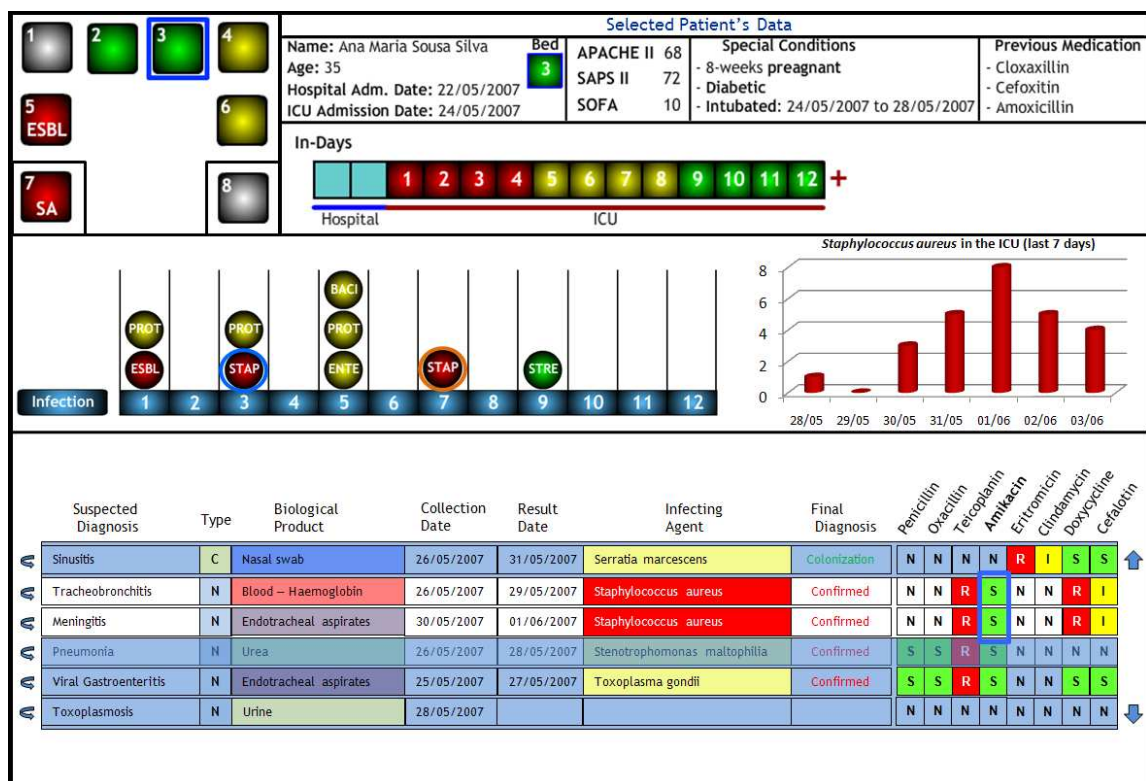 1 2 3 4
5 ESBL 6
7 SA 8
Selected Patient's Data
Name: Ana Maria Sousa Silva
Age: 35
Hospital Adm. Date: 22/05/2007
ICU Admission Date: 24/05/2007
Bed
3
APACHE II 68
SAPS II 72
SOFA 10
Special Conditions
- 8-weeks preagnant
- Diabetic
- Intubated: 24/05/2007 to 28/05/2007
Previous Medication
- Cloxaxillin
- Cefoxitin
- Amoxicillin
In-Days
1 2 3 4 5 6 7 8 9 10 11 12 +
Hospital ICU
BACI
PROT PROT PROT
ESBL STAP ENTE STAP STRE
Infection 1 2 3 4 5 6 7 8 9 10 11 12
Staphylococcus aureus in the ICU (last 7 days)
8
6
4
2
0
28/05 29/05 30/05 31/05 01/06 02/06 03/06
Suspected Diagnosis Type Biological Product Collection Date Result Date Infecting Agent Final Diagnosis Penicillin Oxacillin Teicoplanin Amikacin Eritromicin Clindamycin Doxycycline Cefalotin
Sinusitis C Nasal swab 26/05/2007 31/05/2007 Serratia marcescens Colonization N N N N R I S S
Tracheobronchitis N Blood – Haemoglobin 26/05/2007 29/05/2007 Staphylococcus aureus Confirmed N N R S N N R I
Meningitis N Endotracheal aspirates 30/05/2007 01/06/2007 Staphylococcus aureus Confirmed N N R S N N R I
Pneumonia N Urea 26/05/2007 28/05/2007 Stenotrophomonas maltophilia Confirmed S S R S N N N N
Viral Gastroenteritis N Endotracheal aspirates 25/05/2007 27/05/2007 Toxoplasma gondii Confirmed S S R S N N S S
Toxoplasmosis N Urine 28/05/2007 N N N N N N N N